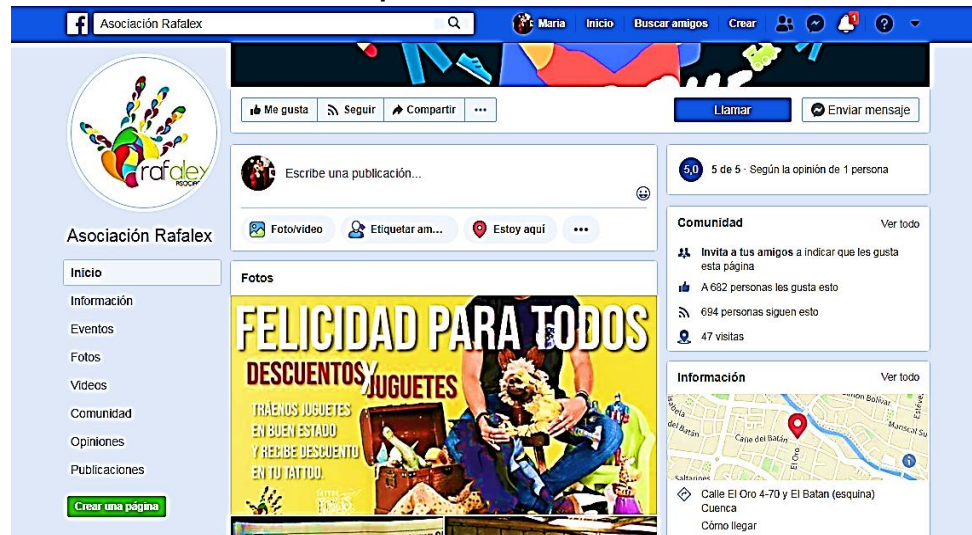 Asociación Rafalex
Maria Inicio Buscar amigos Crear
1
?
rafalex
Asociación Rafalex
Inicio
Información
Eventos
Fotos
Videos
Comunidad
Opiniones
Publicaciones
Crear una página
Me gusta Seguir Compartir ...
Llamar Enviar mensaje
Escribe una publicación...
Foto/video Etiquetar am... Estoy aquí ...
Fotos
FELICIDAD PARA TODOS
DESCUENTOS Y JUGUETES
TRÁENOS JUGUETES
EN BUEN ESTADO
Y RECIBE DESCUENTO
EN TU TATTOO.
5,0 5 de 5 · Según la opinión de 1 persona
Comunidad Ver todo
Invita a tus amigos a indicar que les gusta
esta página
A 682 personas les gusta esto
694 personas siguen esto
47 visitas
Información Ver todo
del Batán
Calle del Batán
El Oro
Calle El Oro 4-70 y El Batan (esquina)
Cuenca
Cómo llegar